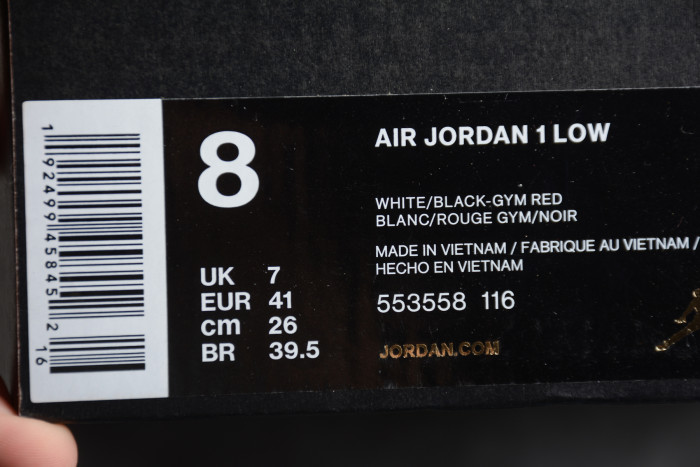 1 92499 45845 2
16
8
UK 7
EUR 41
cm 26
BR 39.5
AIR JORDAN 1 LOW
WHITE/BLACK-GYM RED
BLANC/ROUGE GYM/NOIR
MADE IN VIETNAM / FABRIQUE AU VIETNAM /
HECHO EN VIETNAM
553558 116
JORDAN.COM